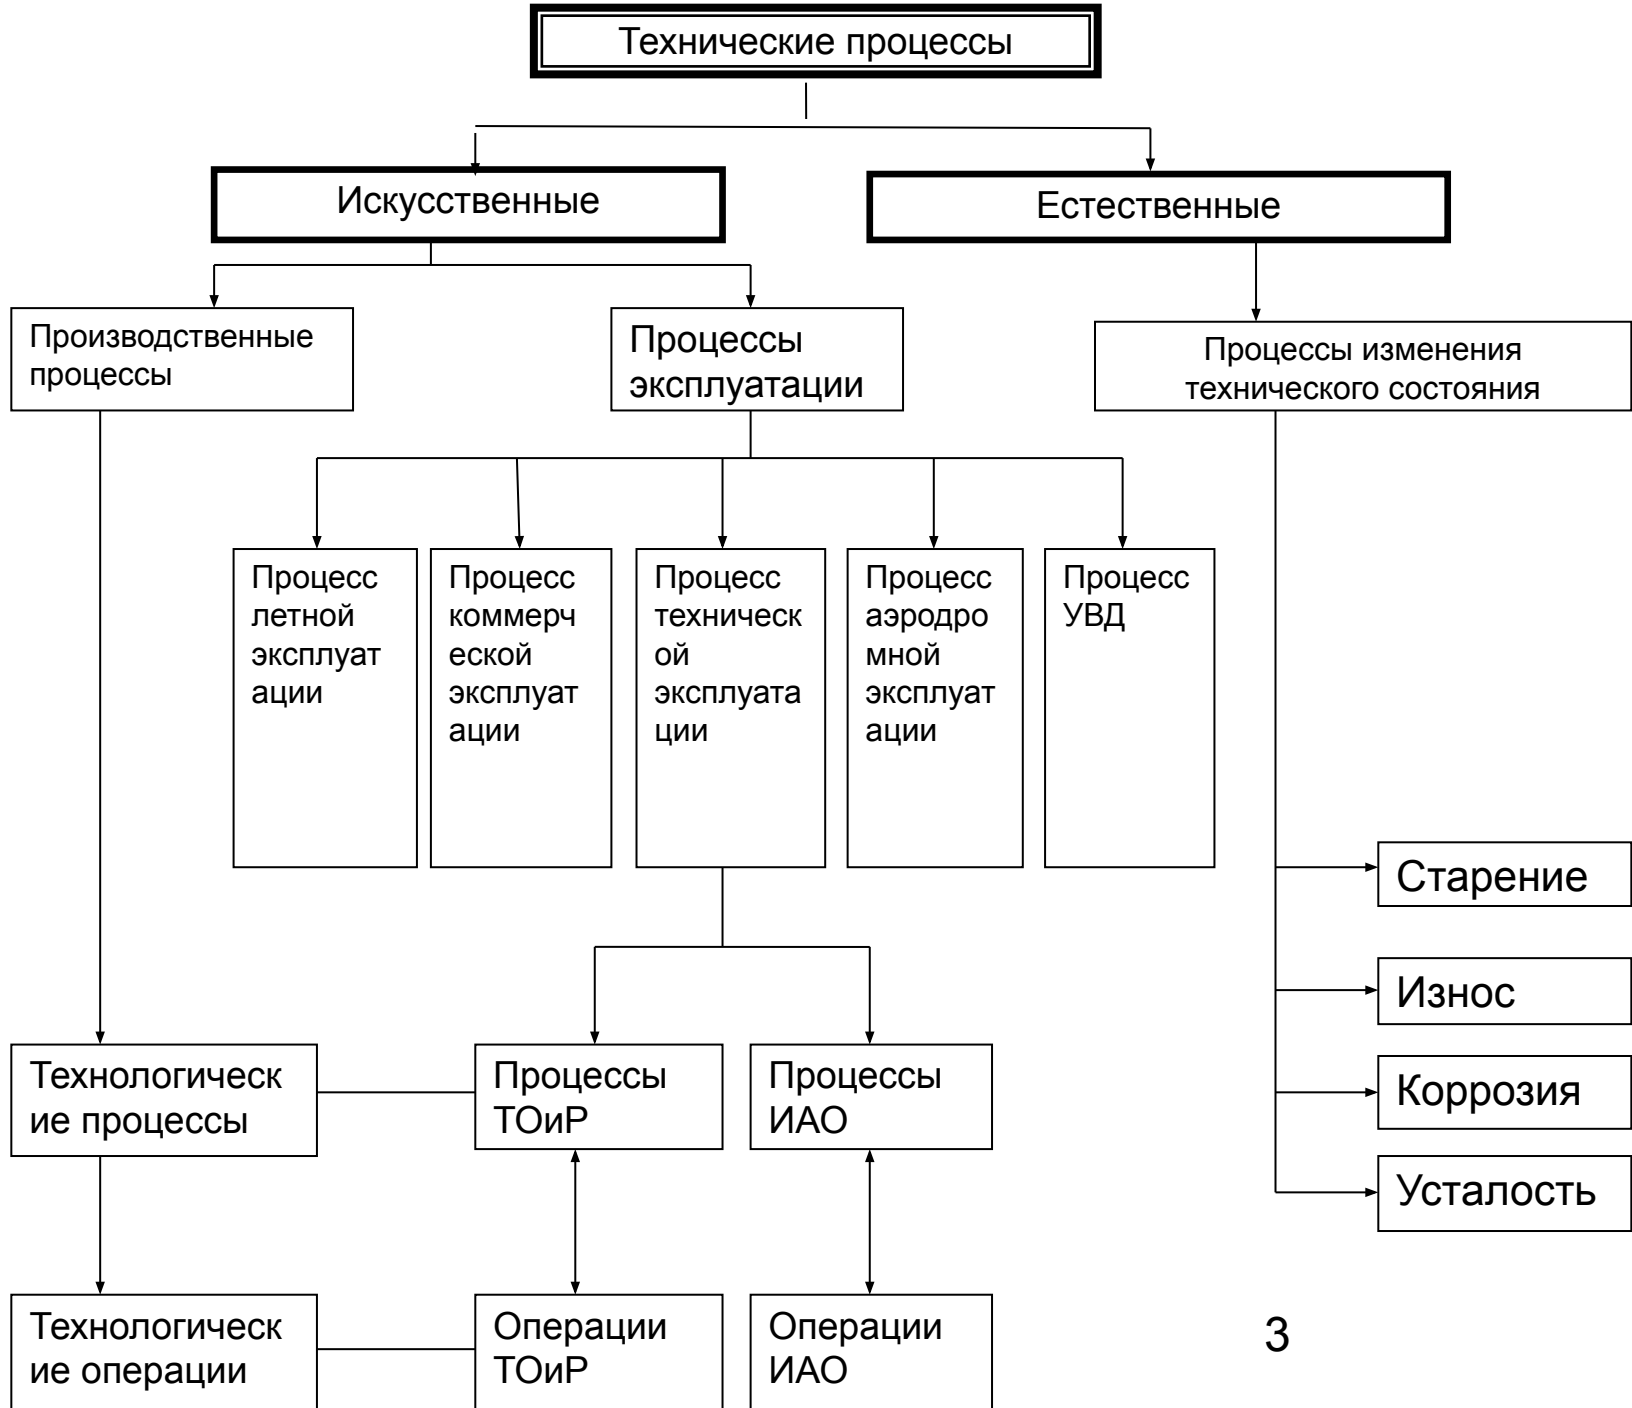 Технические процессы
Искусственные
Естественные
Производственные
процессы
Процессы
эксплуатации
Процессы изменения
технического состояния
Процесс
летной
эксплуат
ации
Процесс
коммерч
еской
эксплуат
ации
Процесс
техническ
ой
эксплуата
ции
Процесс
аэродро
мной
эксплуат
ации
Процесс
УВД
Старение
Износ
Коррозия
Усталость
Технологическ
ие процессы
Процессы
ТОиР
Процессы
ИАО
Технологическ
ие операции
Операции
ТОиР
Операции
ИАО
3